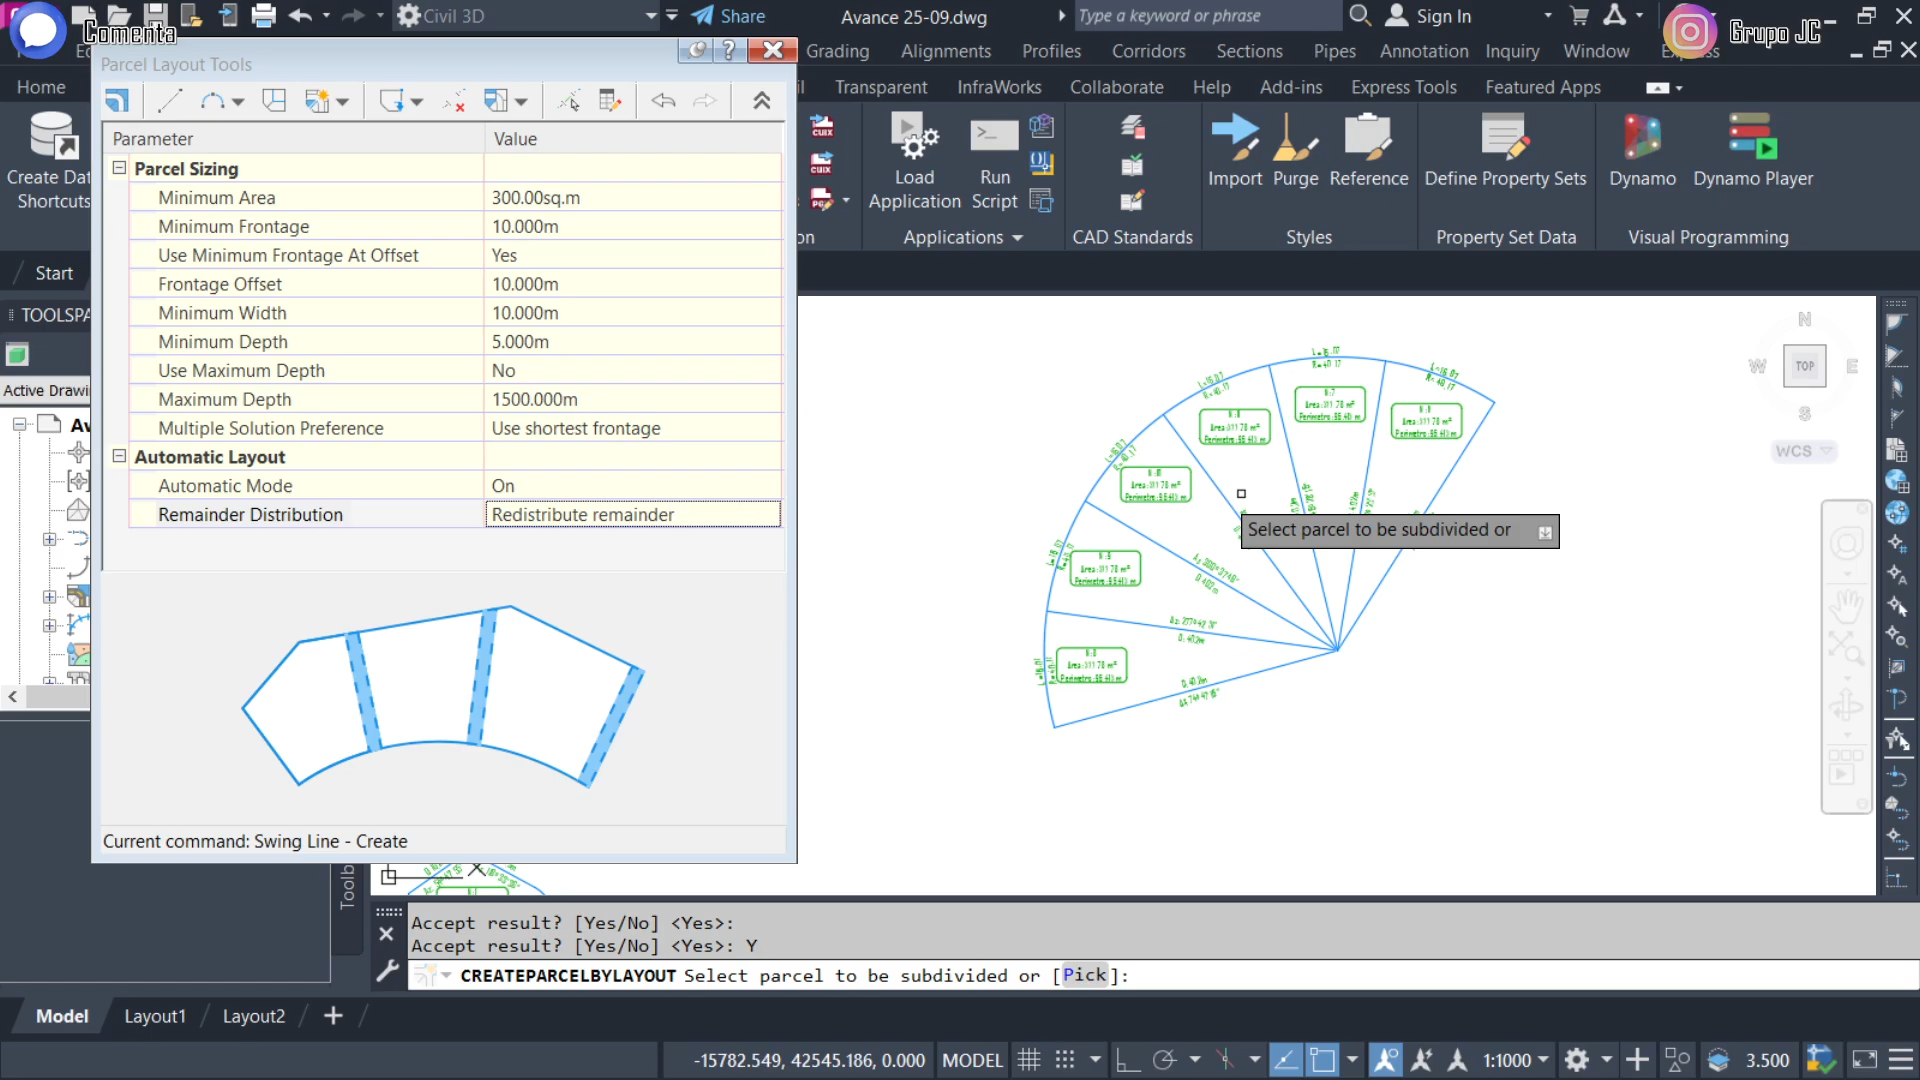 Civil 3D
Share
Avance 25-09.dwg
Type a keyword or phrase
Sign In
Comenta
Grupo JC
Parcel Layout Tools
Grading
Alignments
Profiles
Corridors
Sections
Pipes
Annotation
Inquiry
Window
Home
Transparent
InfraWorks
Collaborate
Help
Add-ins
Express Tools
Featured Apps
Parameter
Value
Parcel Sizing
Minimum Area
300.00sq.m
Minimum Frontage
10.000m
Use Minimum Frontage At Offset
Yes
Frontage Offset
10.000m
Minimum Width
10.000m
Minimum Depth
5.000m
Use Maximum Depth
No
Maximum Depth
1500.000m
Multiple Solution Preference
Use shortest frontage
Automatic Layout
Automatic Mode
On
Remainder Distribution
Redistribute remainder
Current command: Swing Line - Create
Create Dat
Shortcuts
Load
Application
Run
Script
Import
Purge
Reference
Define Property Sets
Dynamo
Dynamo Player
Applications
CAD Standards
Styles
Property Set Data
Visual Programming
Start
TOOLSPA
Active Drawi
Av
Toolb
N
W
TOP
E
S
WCS
Select parcel to be subdivided or
Accept result? [Yes/No] <Yes>:
Accept result? [Yes/No] <Yes>: Y
CREATEPARCELBYLAYOUT Select parcel to be subdivided or [Pick]:
Model
Layout1
Layout2
-15782.549, 42545.186, 0.000
MODEL
1:1000
3.500